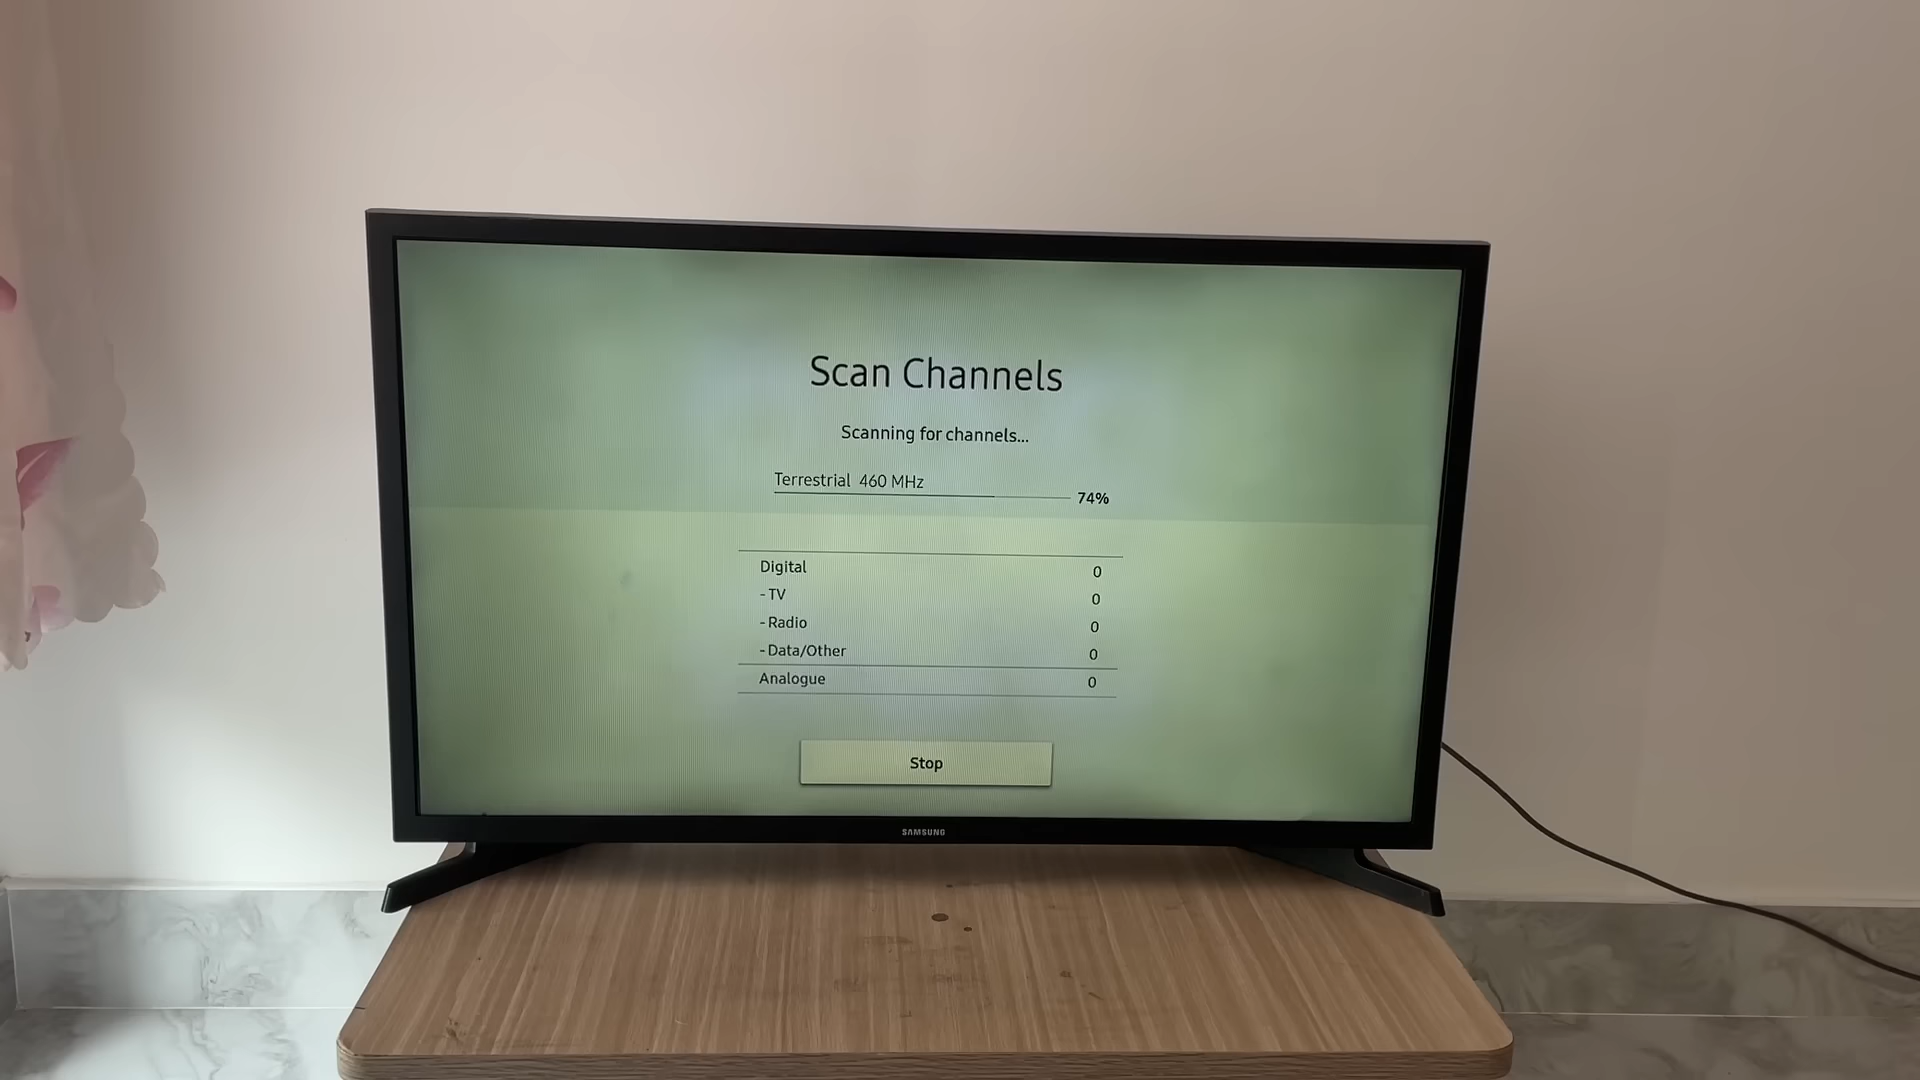 Scan Channels
Scanning for channels...
Terrestrial 460 MHz
74%
Digital 0
- TV 0
- Radio 0
- Data/Other 0
Analogue 0
Stop
SAMSUNG